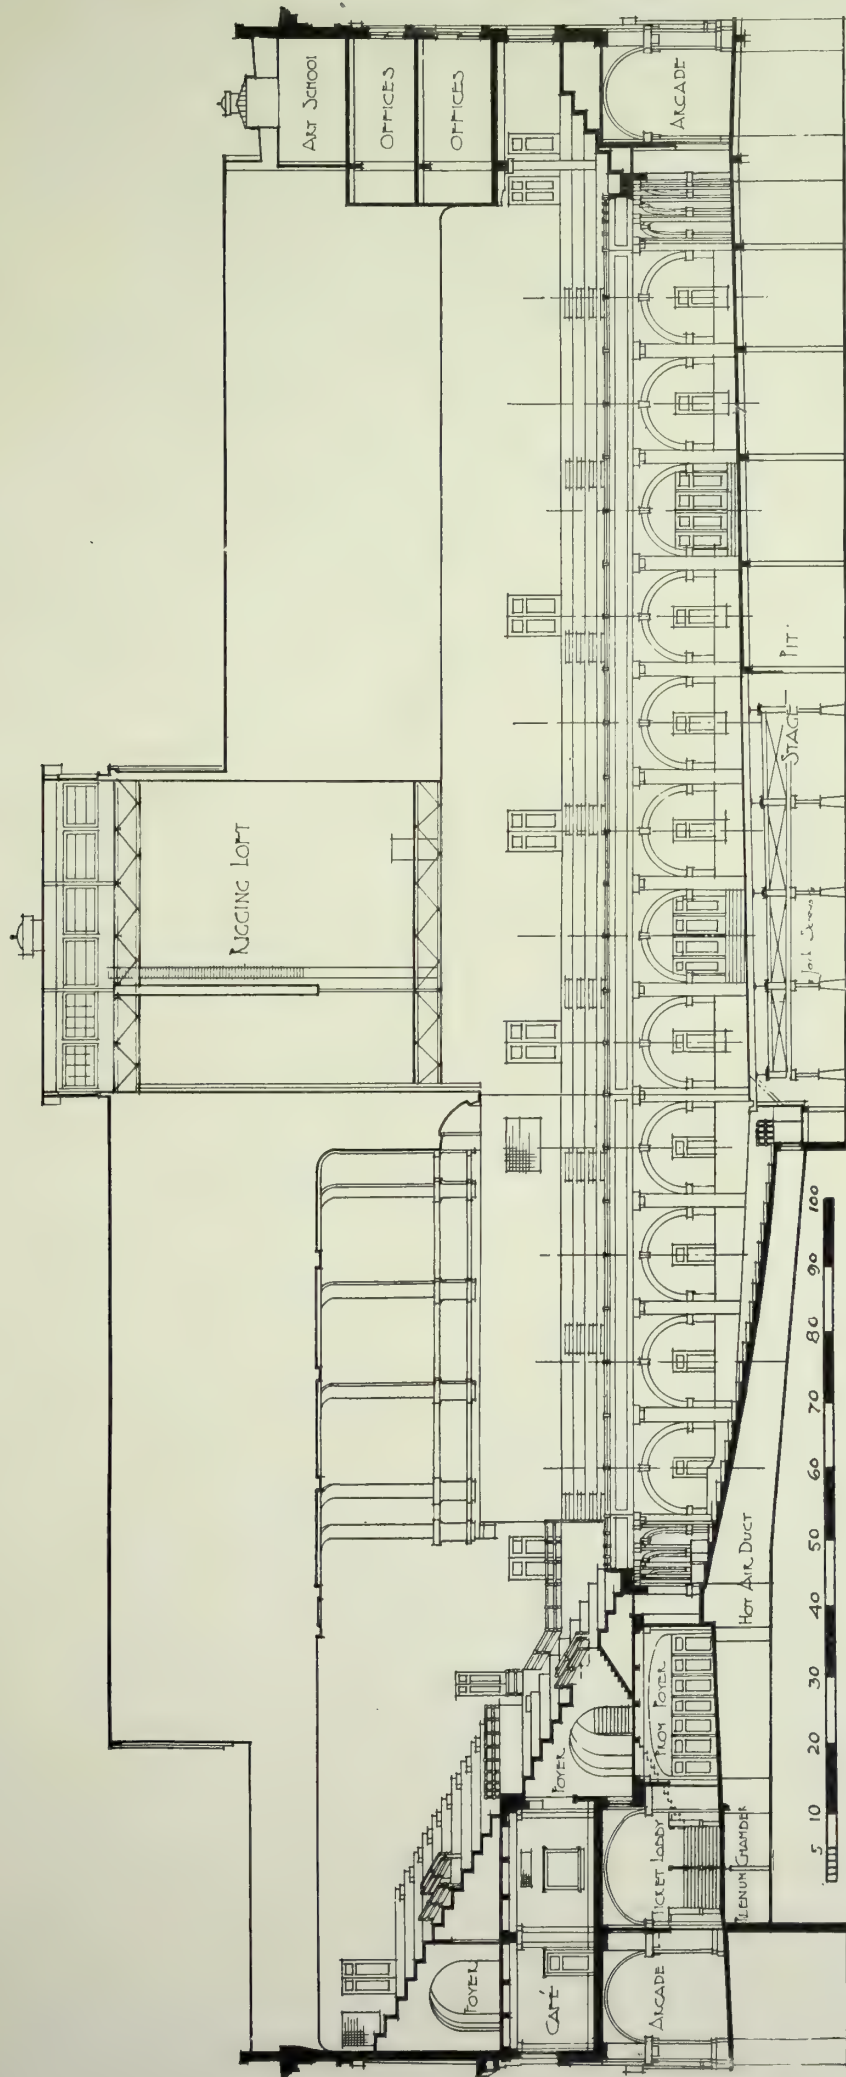 ART SCHOOL
OFFICES
OFFICES
ARCADE
RIGGING LOFT
PIT
STAGE
FOYER
CAFÉ
ARCADE
TICKET LOBBY
PLENUM CHAMBER
FOYER
PROM FOYER
HOT AIR DUCT
5 10 20 30 40 50 60 70 80 90 100